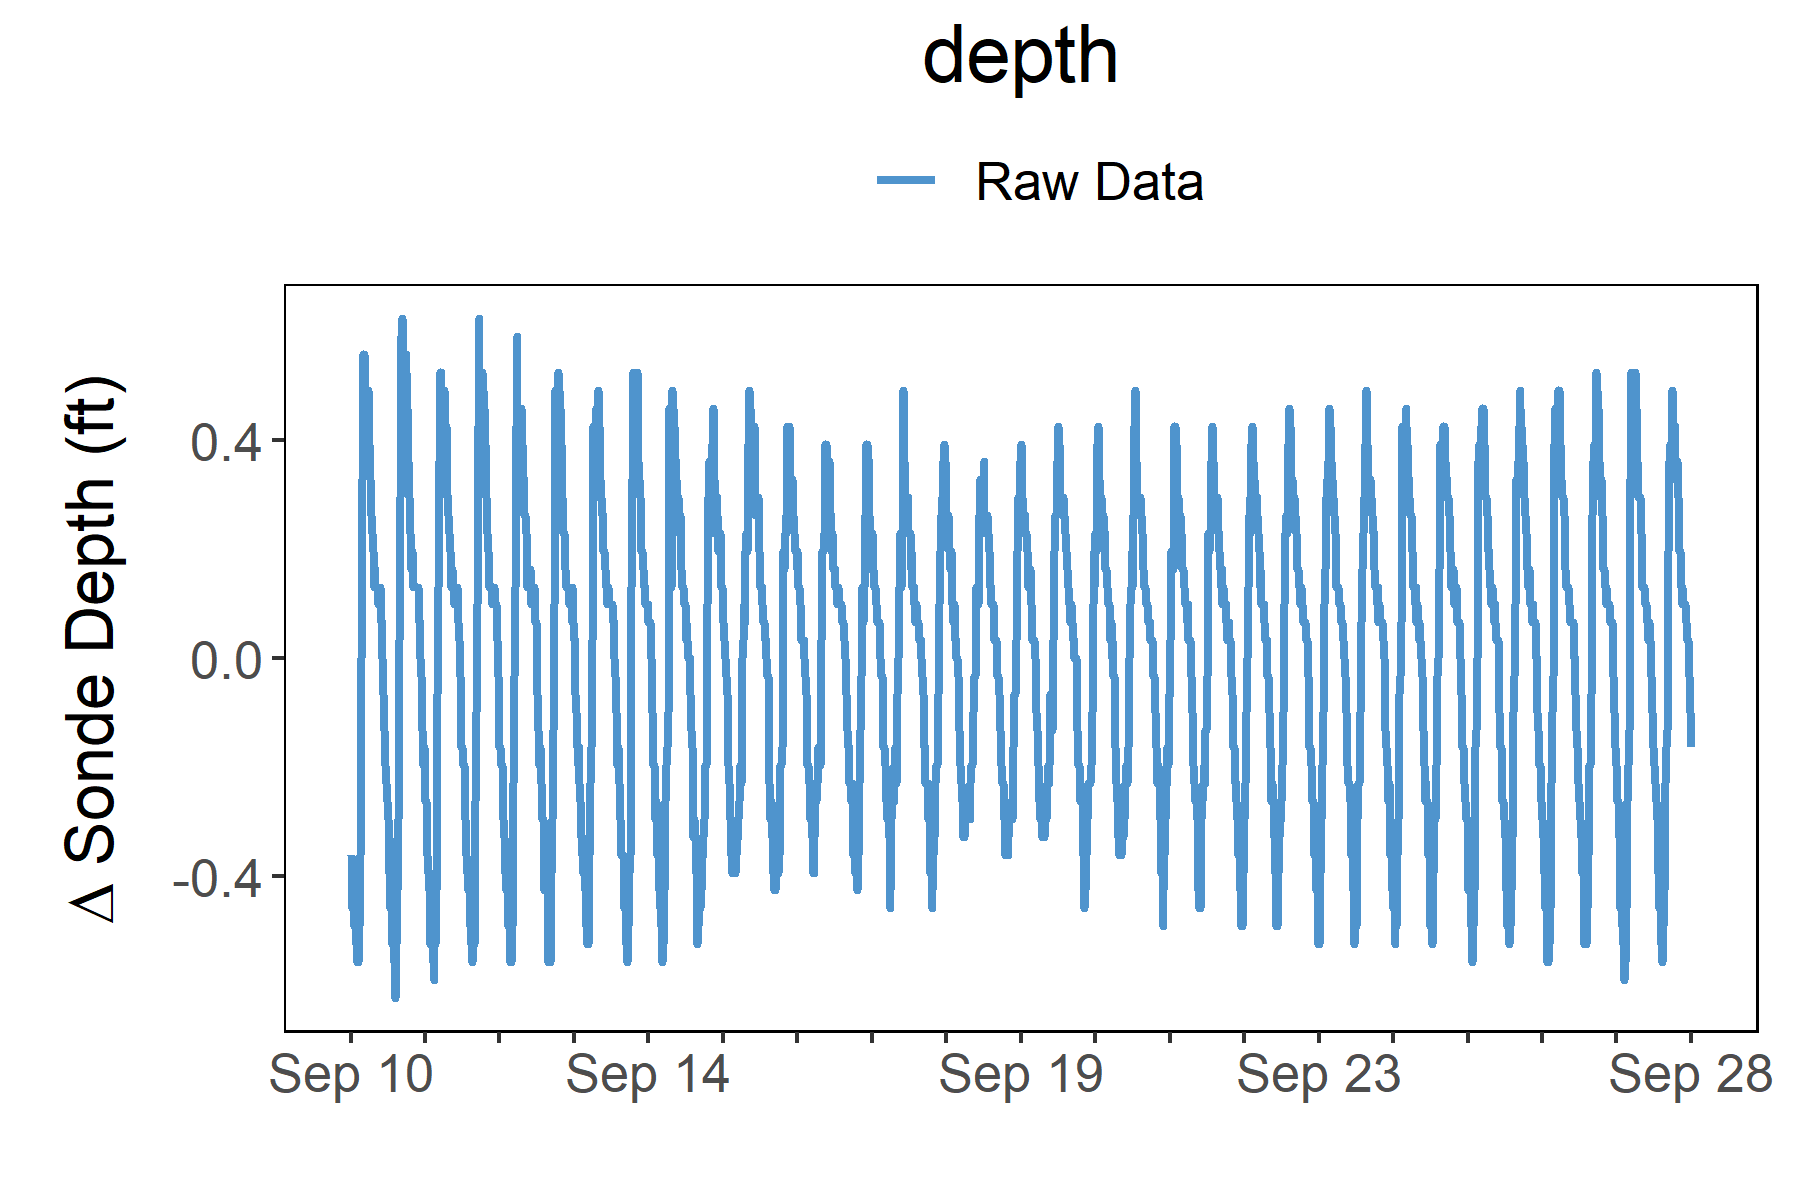 depth
Raw Data
Δ Sonde Depth (ft)
0.4
0.0
-0.4
Sep 10 Sep 14 Sep 19 Sep 23 Sep 28